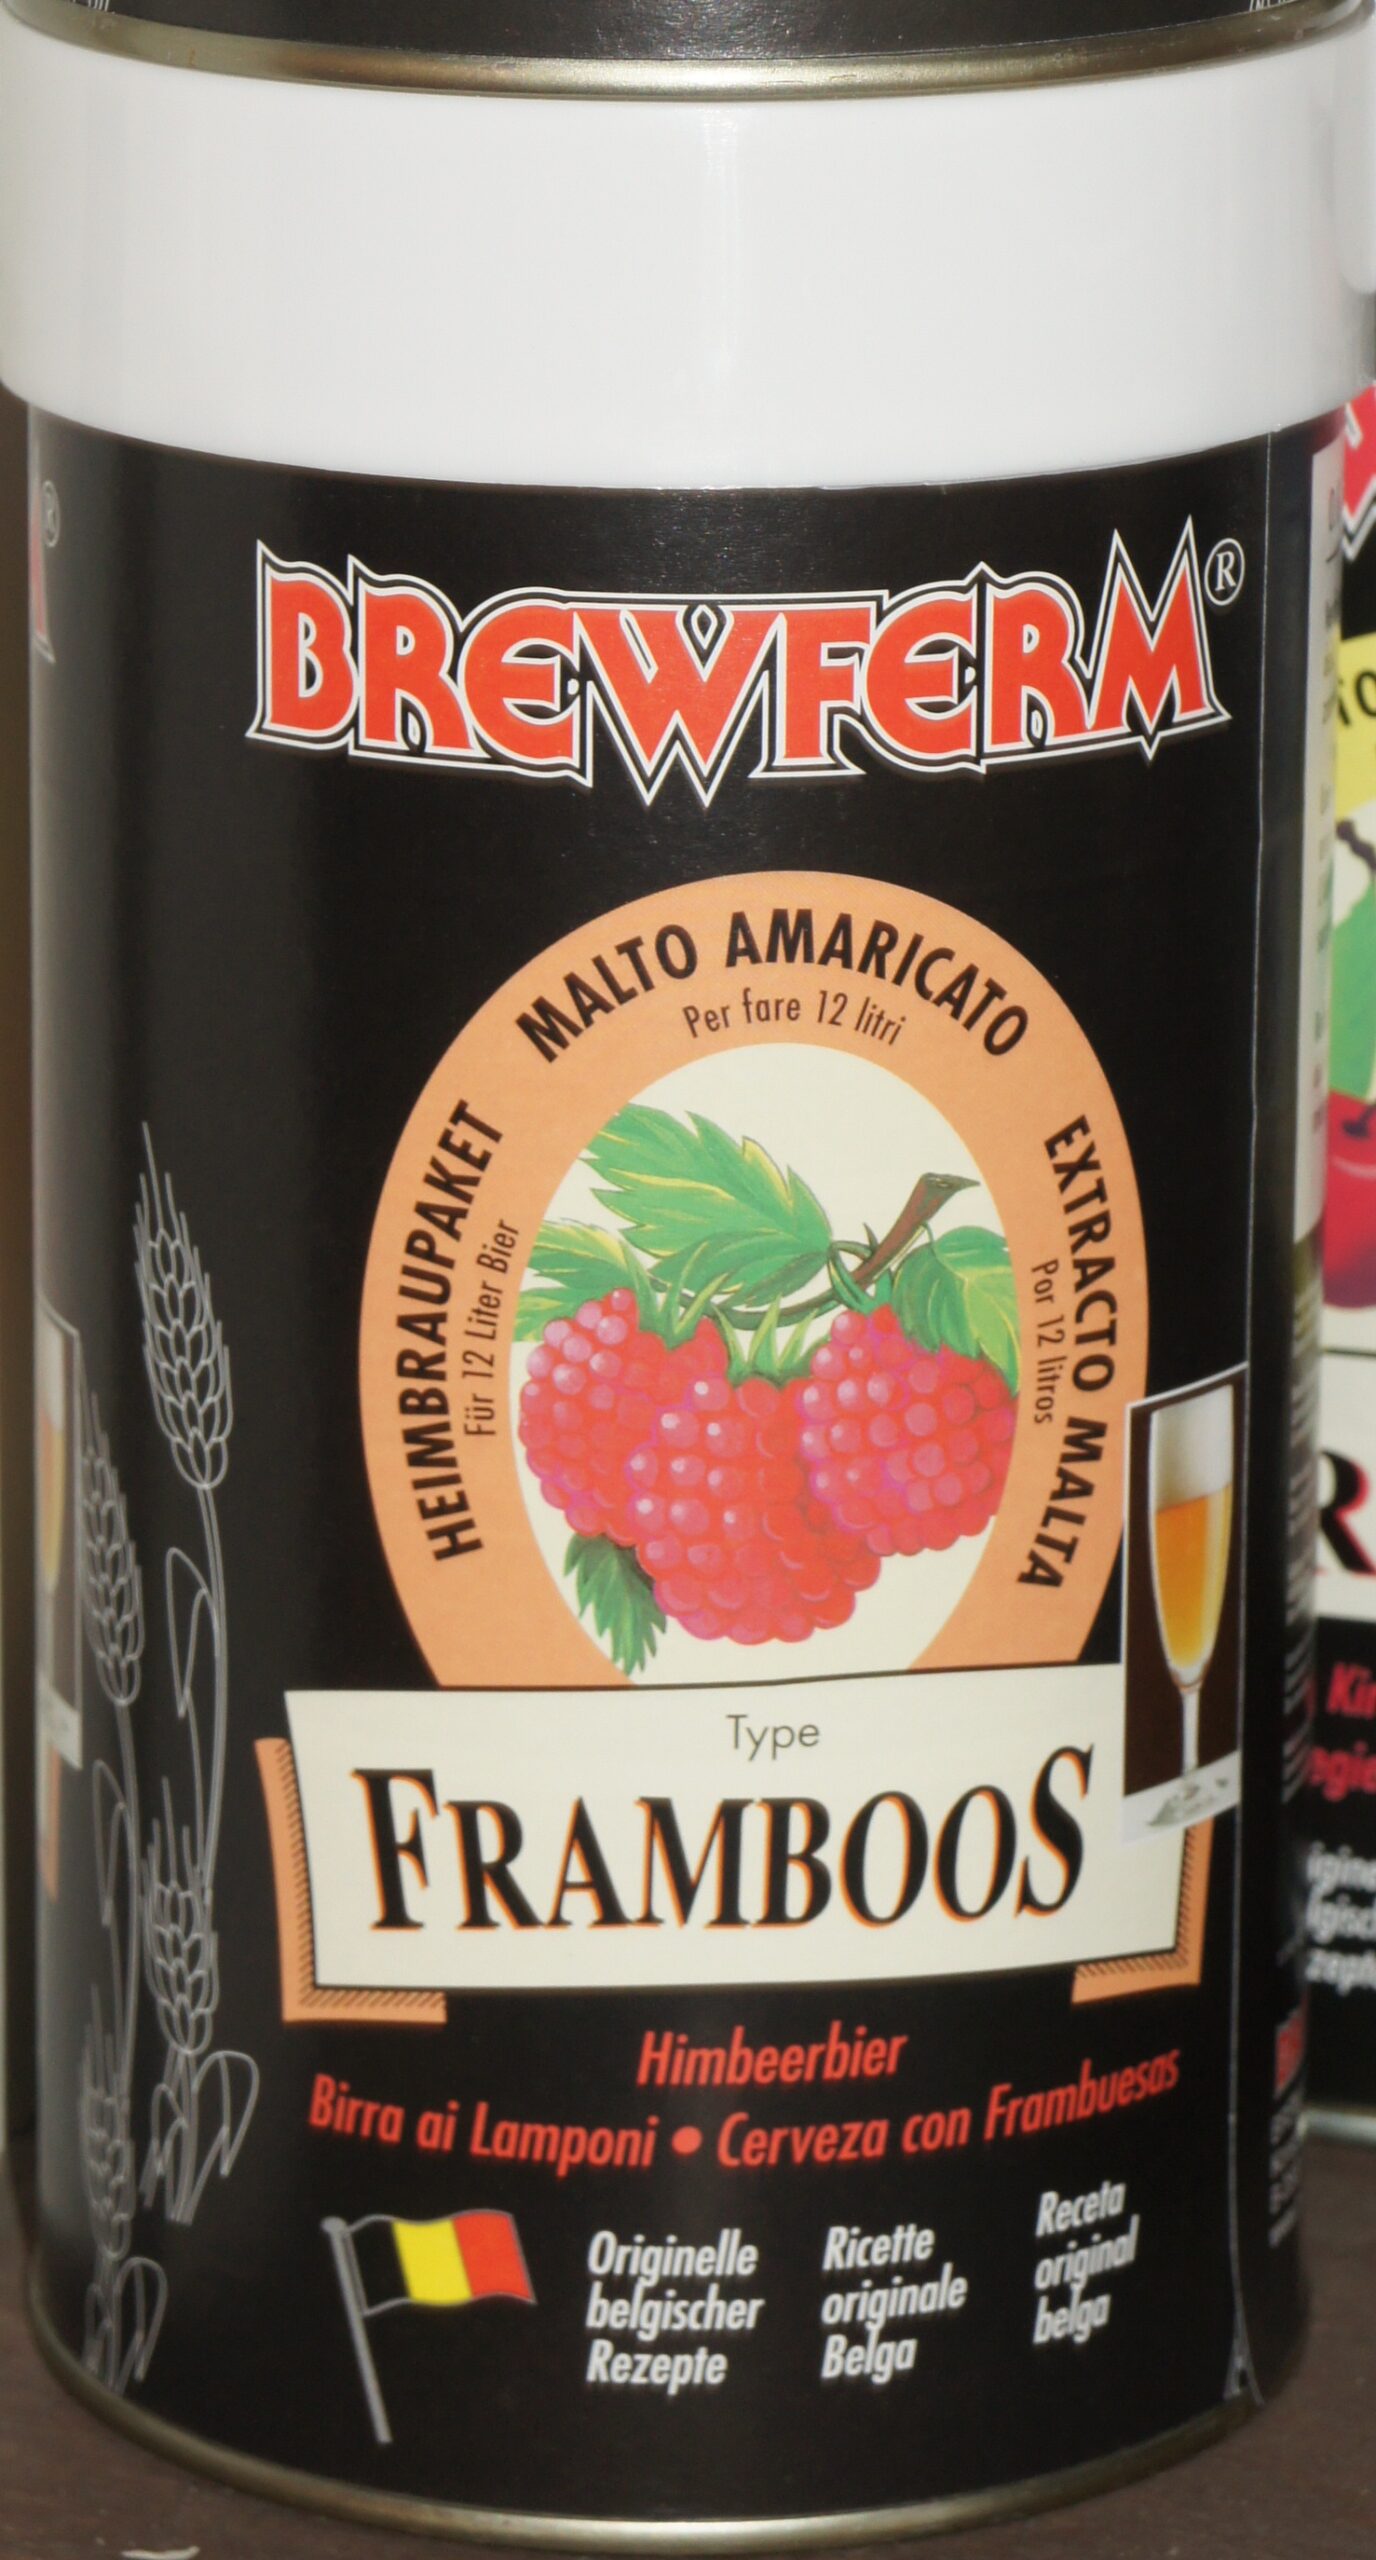 BREWFERM®
MALTO AMARICATO
Per fare 12 litri
HEIMBRAUPAKET
Für 12 Liter Bier
EXTRACTO MALTA
Por 12 litros
Type
FRAMBOOS
Himbeerbier
Birra ai Lamponi • Cerveza con Frambuesas
Originelle
belgischer
Rezepte
Ricette
originale
Belga
Receta
original
belga